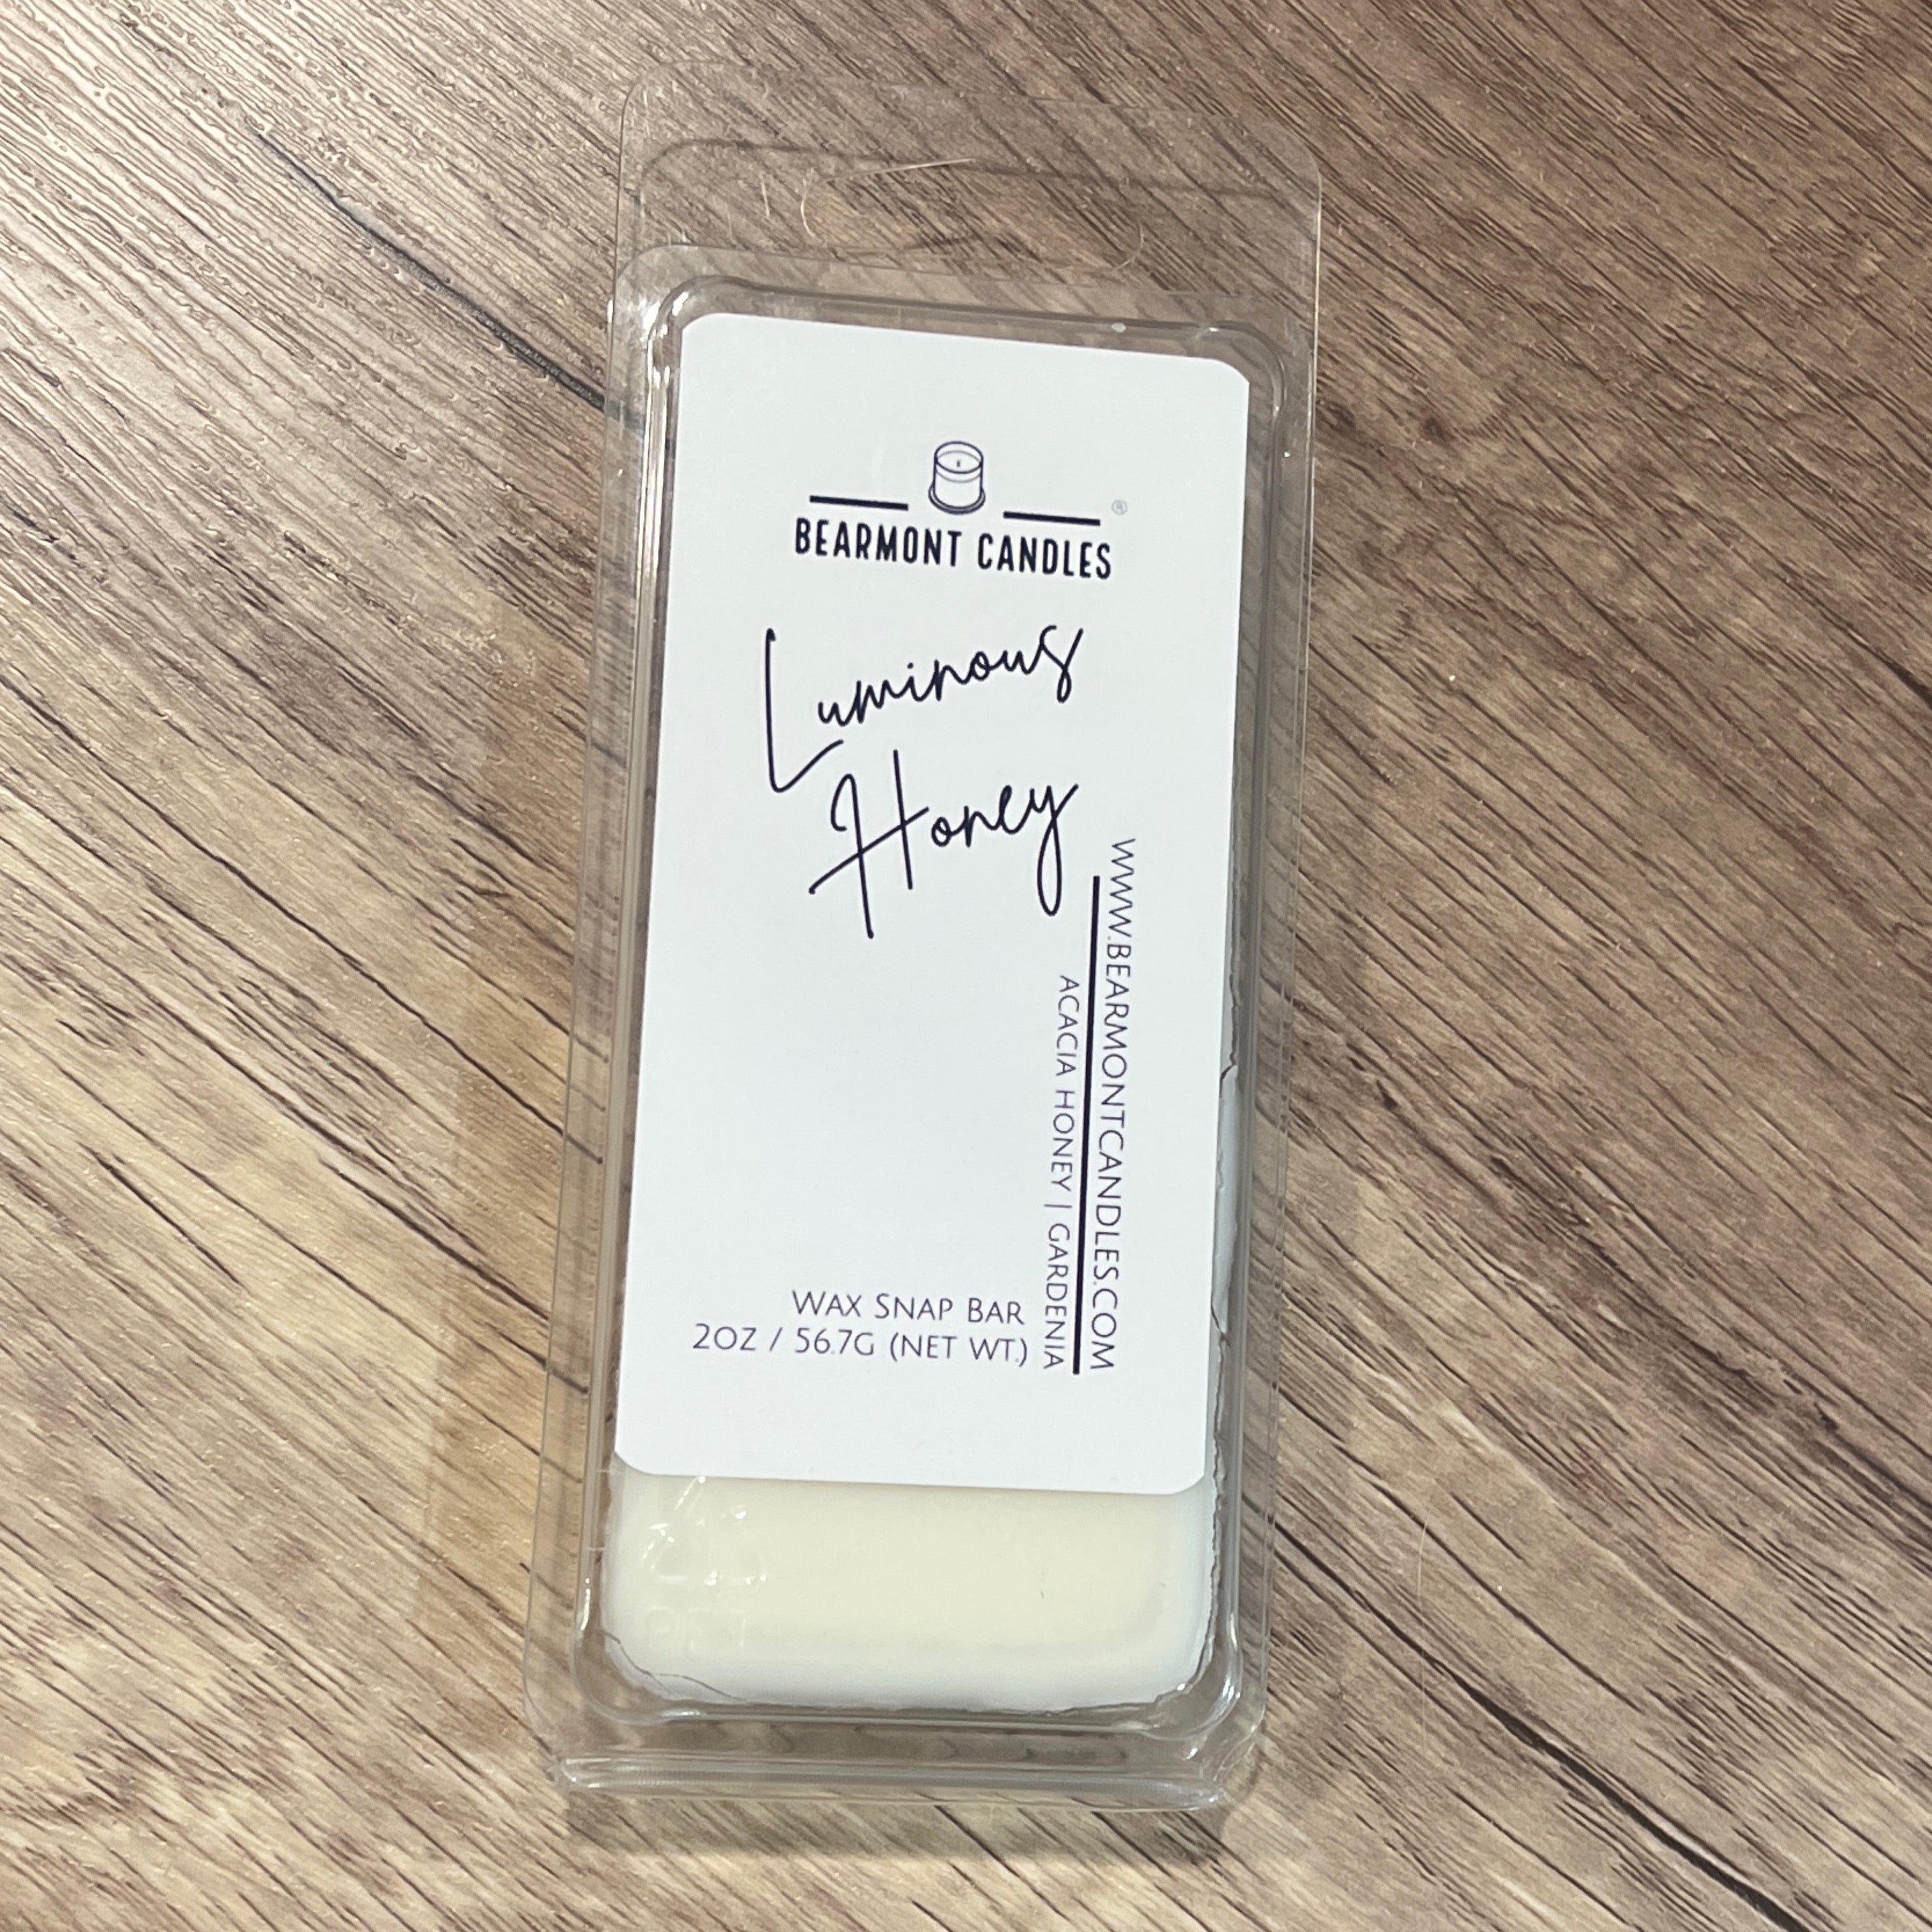 ®
BEARMONT CANDLES
Luminous
Honey
WWW.BEARMONTCANDLES.COM
ACACIA HONEY | GARDENIA
WAX SNAP BAR
2OZ / 56.7G (NET WT.)